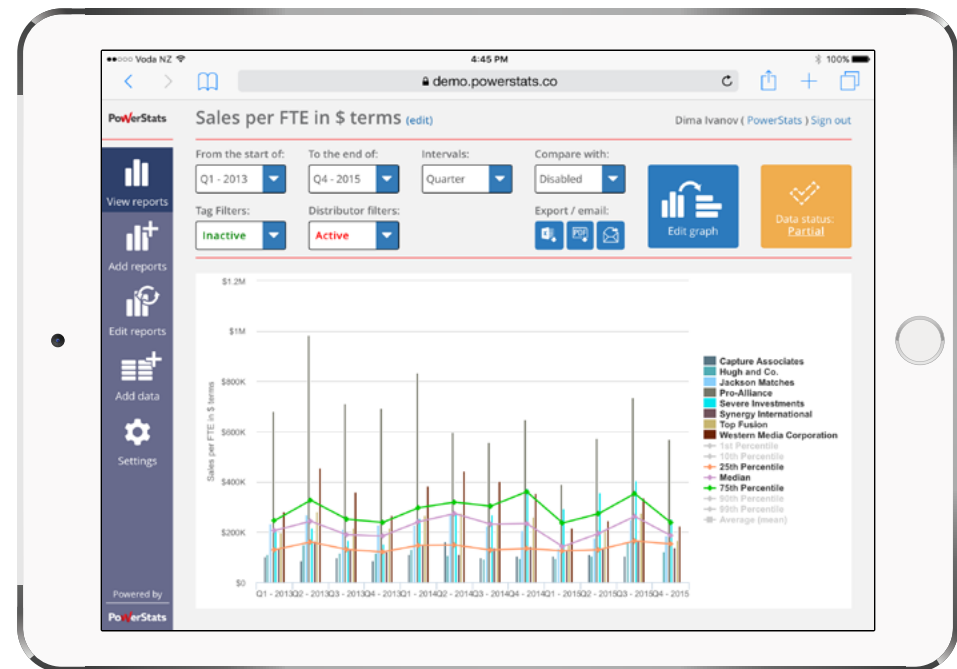 Voda NZ
4:45 PM
100%
demo.powerstats.co
PowerStats
Sales per FTE in $ terms (edit)
Dima Ivanov ( PowerStats ) Sign out
From the start of:
To the end of:
Intervals:
Compare with:
Q1 - 2013
Q4 - 2015
Quarter
Disabled
Tag Filters:
Distributor filters:
Export / email:
Inactive
Active
PDF
Edit graph
Data status:
Partial
View reports
Add reports
Edit reports
Add data
Settings
Powered by
PowerStats
$1.2M
$1M
$800K
$600K
$400K
$200K
$0
Sales per FTE in $ terms
Q1 - 2013
Q2 - 2013
Q3 - 2013
Q4 - 2013
Q1 - 2014
Q2 - 2014
Q3 - 2014
Q4 - 2014
Q1 - 2015
Q2 - 2015
Q3 - 2015
Q4 - 2015
Capture Associates
Hugh and Co.
Jackson Matches
Pro-Alliance
Severe Investments
Synergy International
Top Fusion
Western Media Corporation
1st Percentile
10th Percentile
25th Percentile
Median
75th Percentile
90th Percentile
99th Percentile
Average (mean)